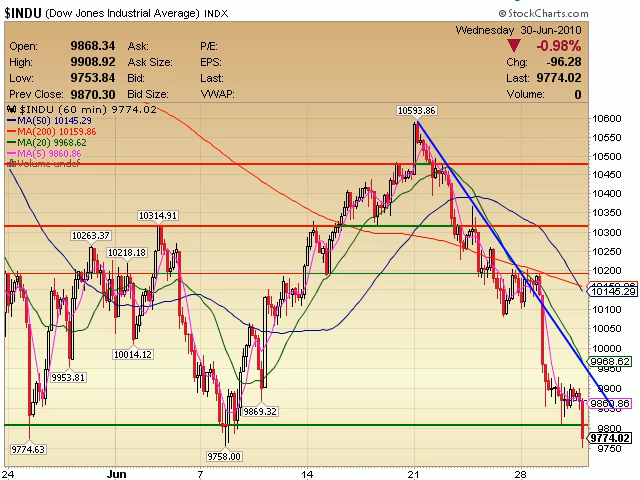 $INDU (Dow Jones Industrial Average) INDX © StockCharts.com
Wednesday 30-Jun-2010
Open: 9868.34 Ask: P/E: ▼ -0.98%
High: 9908.92 Ask Size: EPS: Chg: -96.28
Low: 9753.84 Bid: Last: Last: 9774.02
Prev Close: 9870.30 Bid Size: VWAP: Volume: 0
$INDU (60 min) 9774.02
MA(50) 10145.29
MA(200) 10159.86
MA(20) 9968.62
MA(5) 9860.86
Volume undef
10593.86
10314.91
10263.37
10218.18
10014.12
9953.81
9869.32
9774.63
9758.00
10600
10550
10500
10450
10400
10350
10300
10250
10200
10145.29
10100
10050
10000
9968.62
9950
9900
9860.86
9850
9800
9774.02
9750
24 Jun 7 14 21 28